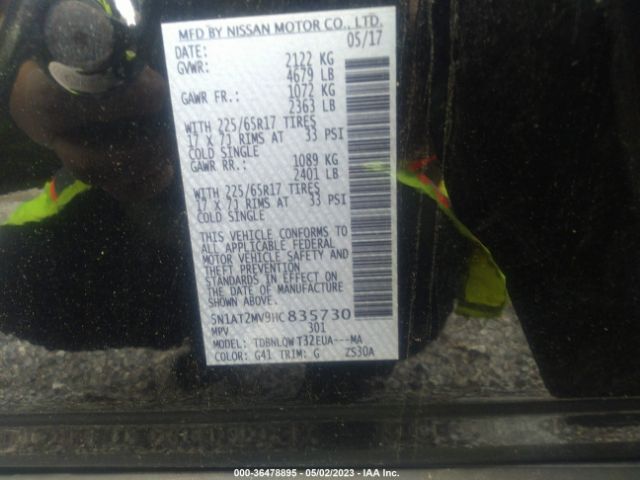 MFD BY NISSAN MOTOR CO., LTD.
DATE: 05/17
GVWR: 2122 KG
4679 LB
GAWR FR.: 1072 KG
2363 LB
WITH 225/65R17 TIRES
17 X 7J RIMS AT 33 PSI
COLD SINGLE
GAWR RR.: 1089 KG
2401 LB
WITH 225/65R17 TIRES
17 X 7J RIMS AT 33 PSI
COLD SINGLE
THIS VEHICLE CONFORMS TO
ALL APPLICABLE FEDERAL
MOTOR VEHICLE SAFETY AND
THEFT PREVENTION
STANDARDS IN EFFECT ON THE
DATE OF MANUFACTURE
SHOWN ABOVE.
5N1AT2MV9HC 835730
MPV 301
MODEL: TDBNLQW T32EUA---MA
COLOR: G41 TRIM: G ZS30A
000-36478895 - 05/02/2023 - IAA Inc.